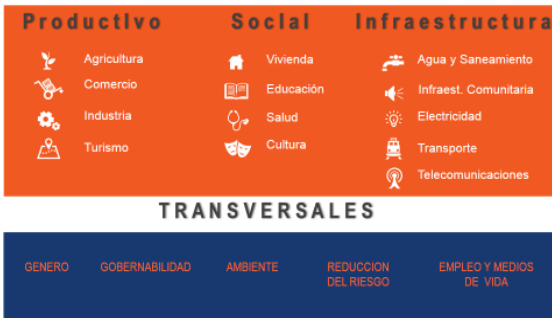 Productivo Social Infraestructura
Agricultura Vivienda Agua y Saneamiento
Comercio Educación Infraest. Comunitaria
Industria Salud Electricidad
Turismo Cultura Transporte
Telecomunicaciones
TRANSVERSALES
GENERO GOBERNABILIDAD AMBIENTE REDUCCION EMPLEO Y MEDIOS
DEL RIESGO DE VIDA